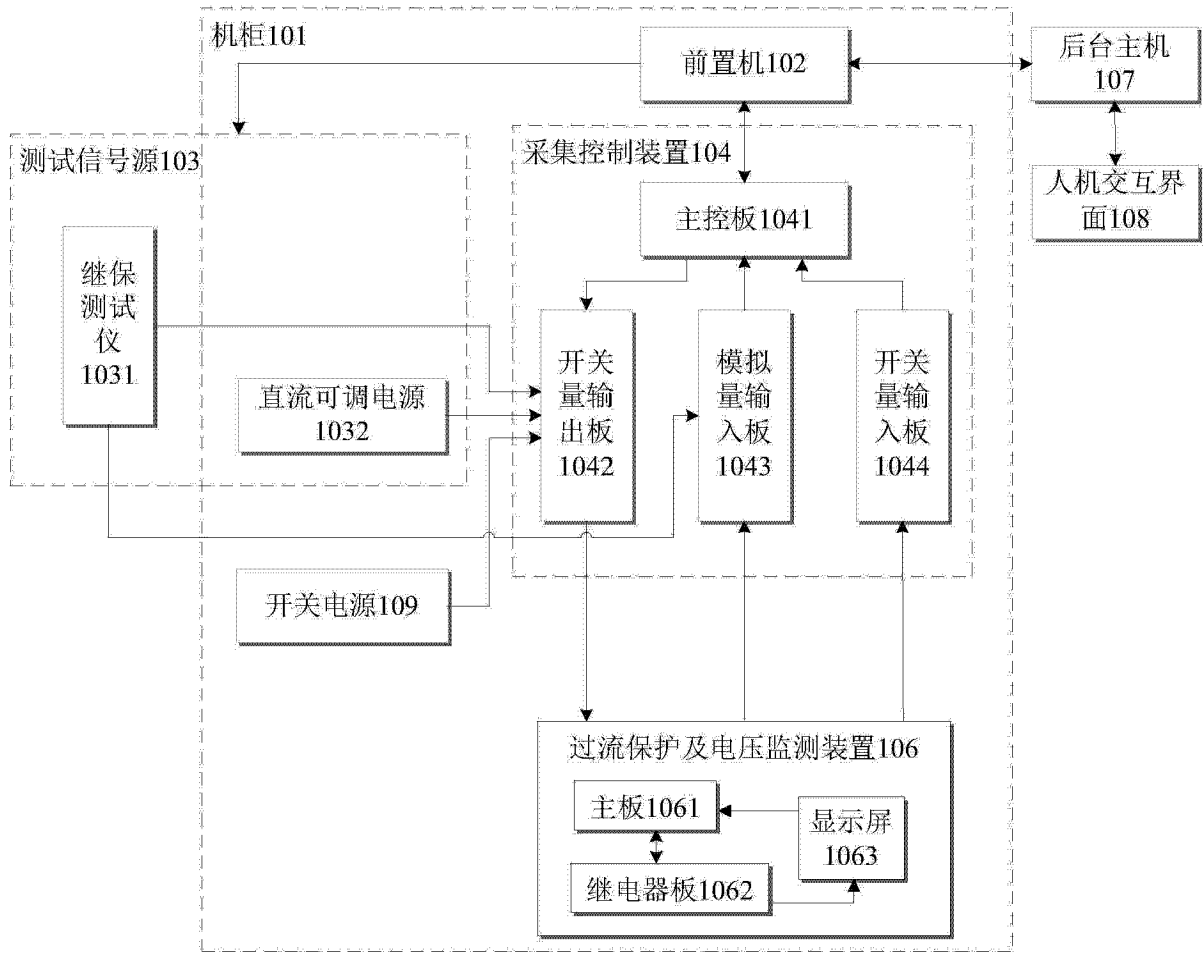 机柜101
前置机102
后台主机
107
测试信号源103
采集控制装置104
人机交互界
面108
主控板1041
继保
测试
仪
1031
直流可调电源
1032
开关
量输
出板
1042
模拟
量输
入板
1043
开关
量输
入板
1044
开关电源109
过流保护及电压监测装置106
主板1061
显示屏
1063
继电器板1062